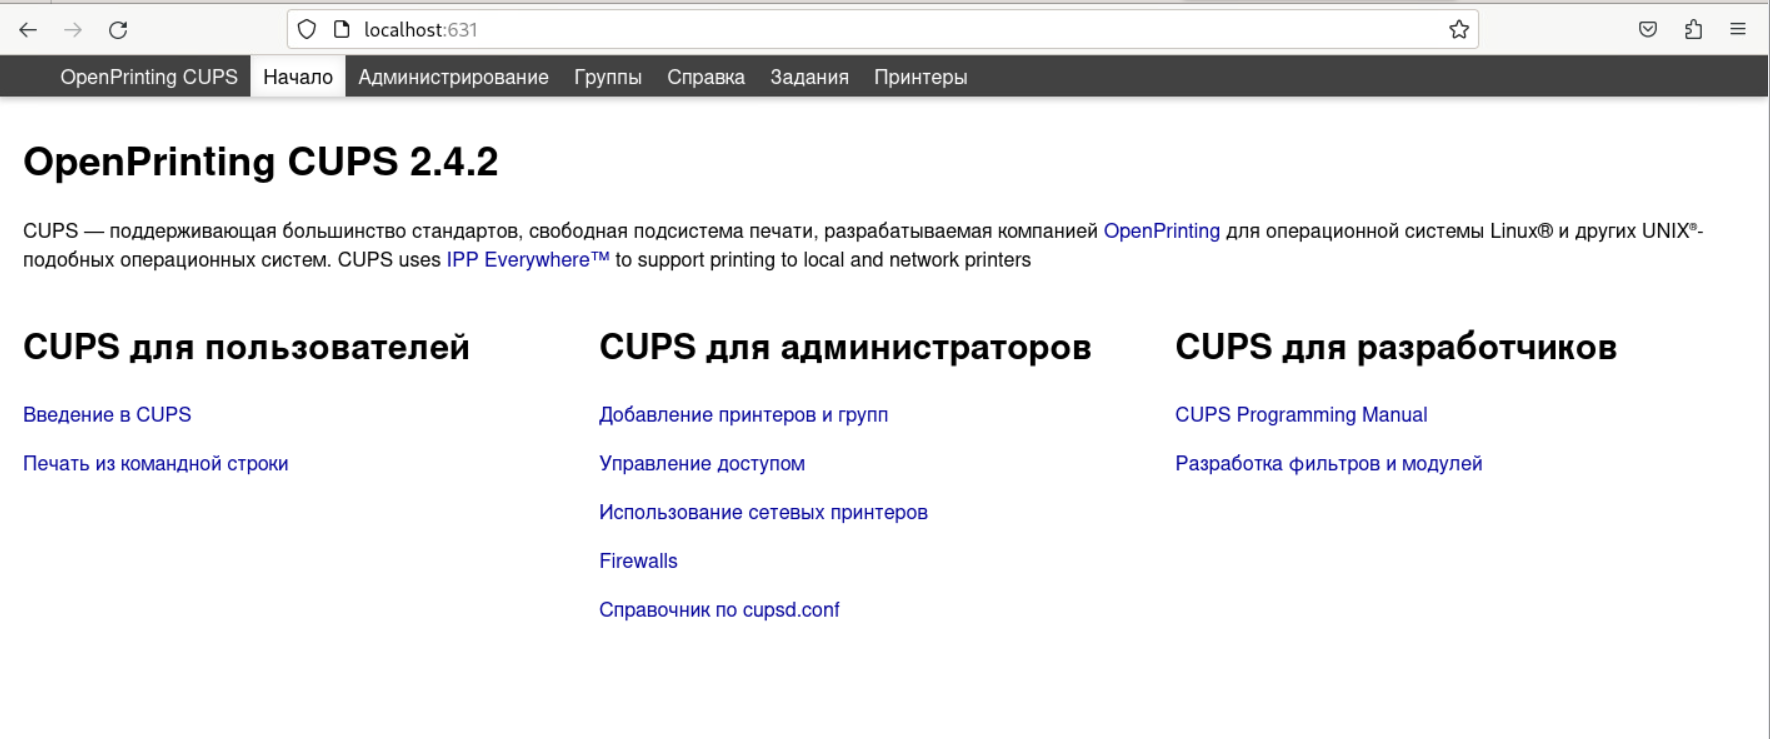 localhost:631
OpenPrinting CUPS Начало Администрирование Группы Справка Задания Принтеры
OpenPrinting CUPS 2.4.2
CUPS — поддерживающая большинство стандартов, свободная подсистема печати, разрабатываемая компанией OpenPrinting для операционной системы Linux® и других UNIX®-
подобных операционных систем. CUPS uses IPP Everywhere™ to support printing to local and network printers
CUPS для пользователей
Введение в CUPS
Печать из командной строки
CUPS для администраторов
Добавление принтеров и групп
Управление доступом
Использование сетевых принтеров
Firewalls
Справочник по cupsd.conf
CUPS для разработчиков
CUPS Programming Manual
Разработка фильтров и модулей